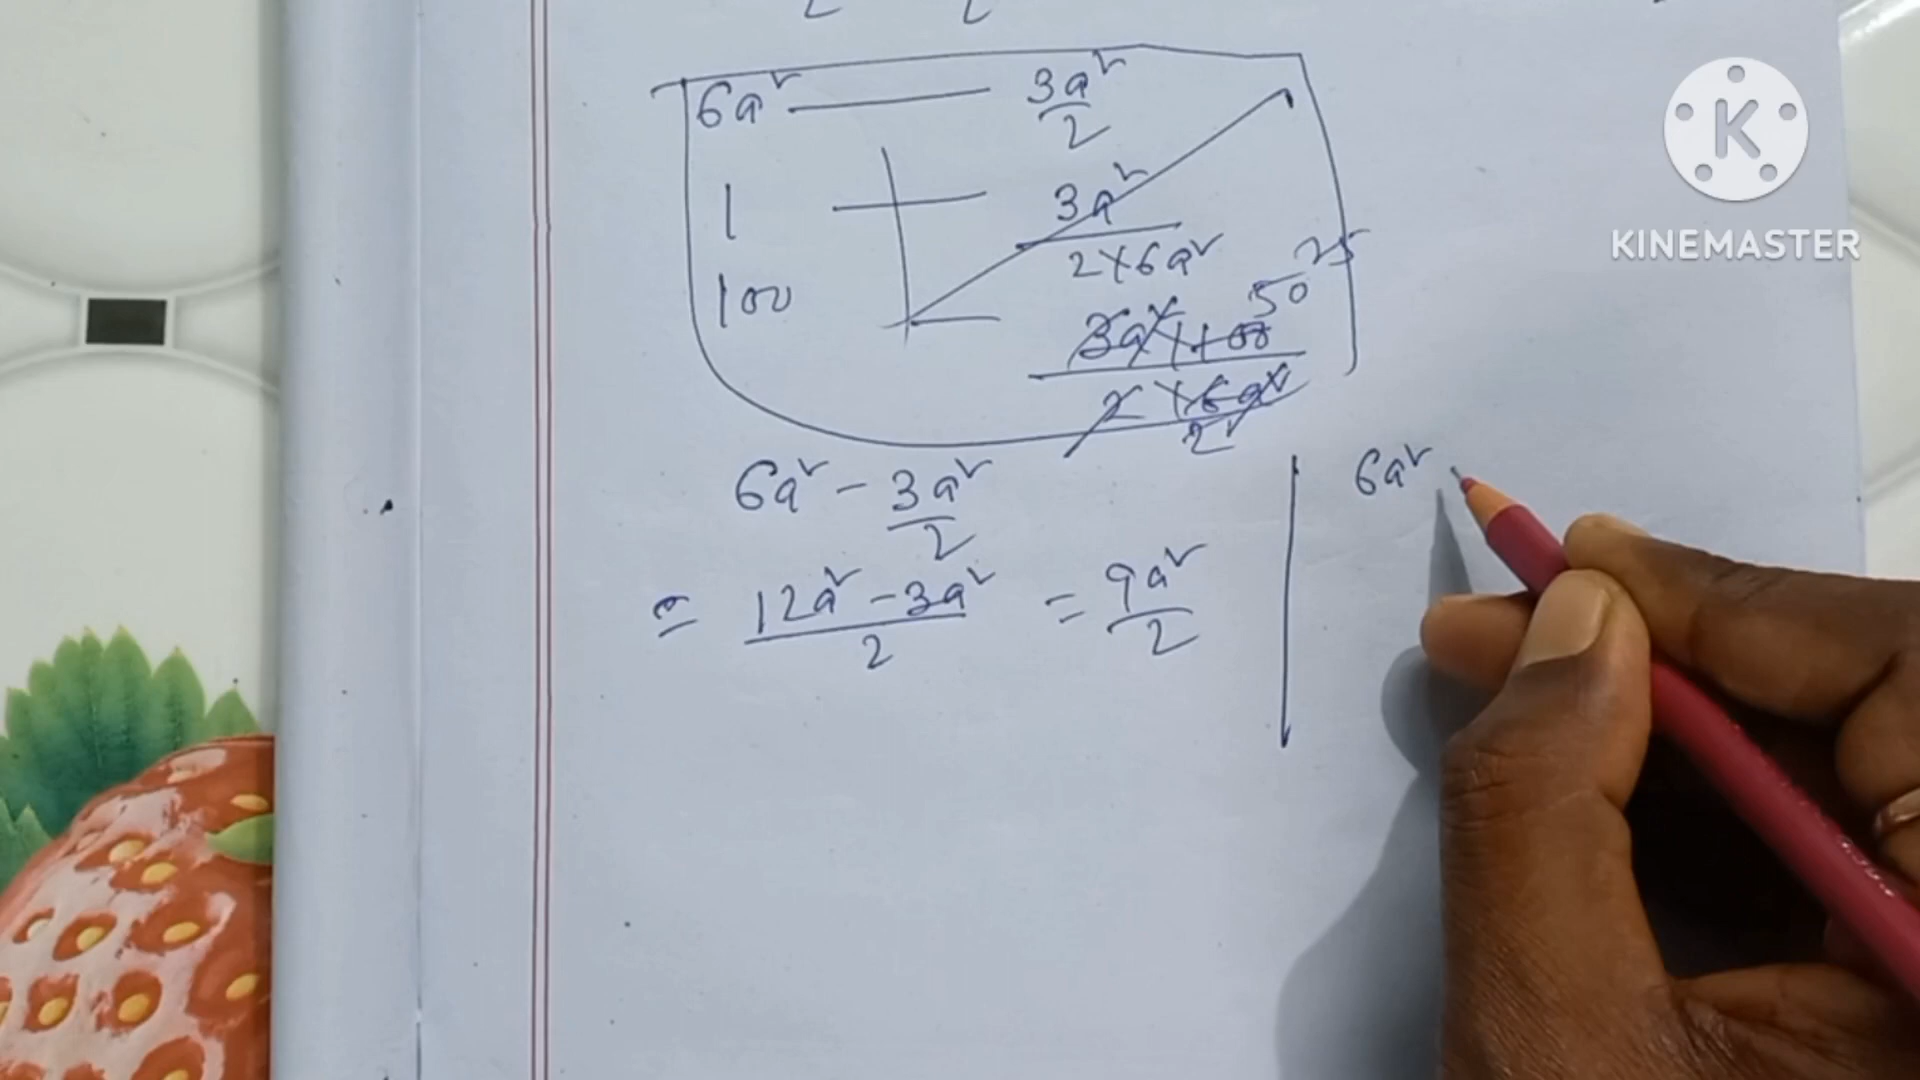 6a² — 3a²/2
1 — 3a²/2×6a²
100 — 3a²×100/2×6a² 50 25
2
6a² - 3a²/2
= 12a² - 3a²/2 = 9a²/2
6a²
K
KINEMASTER